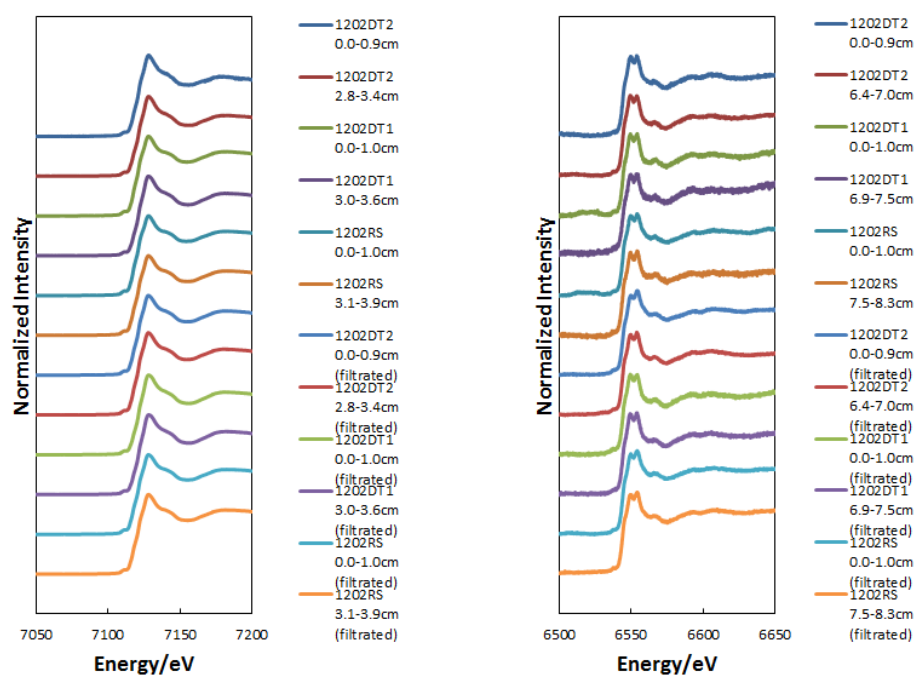 Normalized Intensity
1202DT2
0.0-0.9cm
1202DT2
2.8-3.4cm
1202DT1
0.0-1.0cm
1202DT1
3.0-3.6cm
1202RS
0.0-1.0cm
1202RS
3.1-3.9cm
1202DT2
0.0-0.9cm
(filtrated)
1202DT2
2.8-3.4cm
(filtrated)
1202DT1
0.0-1.0cm
(filtrated)
1202DT1
3.0-3.6cm
(filtrated)
1202RS
0.0-1.0cm
(filtrated)
1202RS
3.1-3.9cm
(filtrated)
7050 7100 7150 7200
Energy/eV
Normalized Intensity
1202DT2
0.0-0.9cm
1202DT2
6.4-7.0cm
1202DT1
0.0-1.0cm
1202DT1
6.9-7.5cm
1202RS
0.0-1.0cm
1202RS
7.5-8.3cm
1202DT2
0.0-0.9cm
(filtrated)
1202DT2
6.4-7.0cm
(filtrated)
1202DT1
0.0-1.0cm
(filtrated)
1202DT1
6.9-7.5cm
(filtrated)
1202RS
0.0-1.0cm
(filtrated)
1202RS
7.5-8.3cm
(filtrated)
6500 6550 6600 6650
Energy/eV